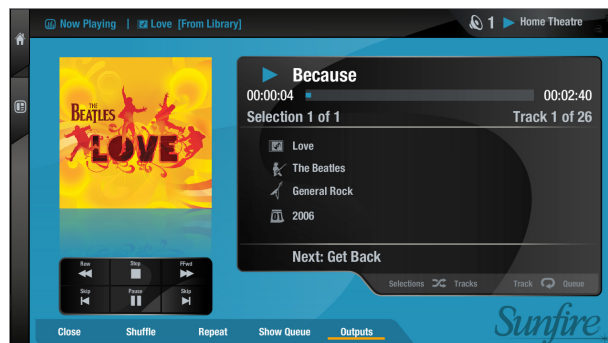 Now Playing | Love [From Library]
1 Home Theatre
THE
BEATLES
LOVE
Because
00:00:04 00:02:40
Selection 1 of 1 Track 1 of 26
Love
The Beatles
General Rock
2006
Next: Get Back
Selections Tracks Track Queue
Rew Stop FFwd
Skip Pause Skip
Close Shuffle Repeat Show Queue Outputs
Sunfire